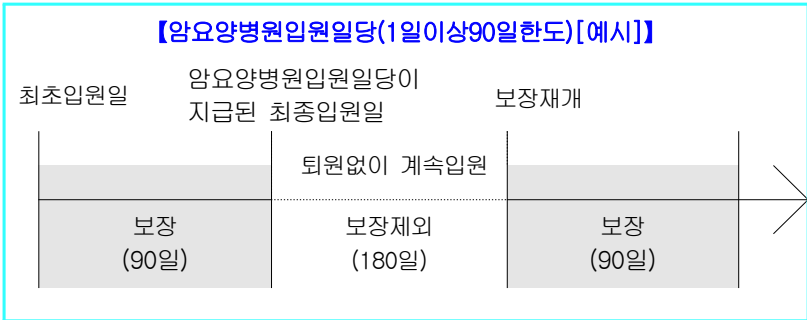 【암요양병원입원일당(1일이상90일한도)[예시]】
최초입원일
암요양병원입원일당이
지급된 최종입원일
보장재개
퇴원없이 계속입원
보장
(90일)
보장제외
(180일)
보장
(90일)